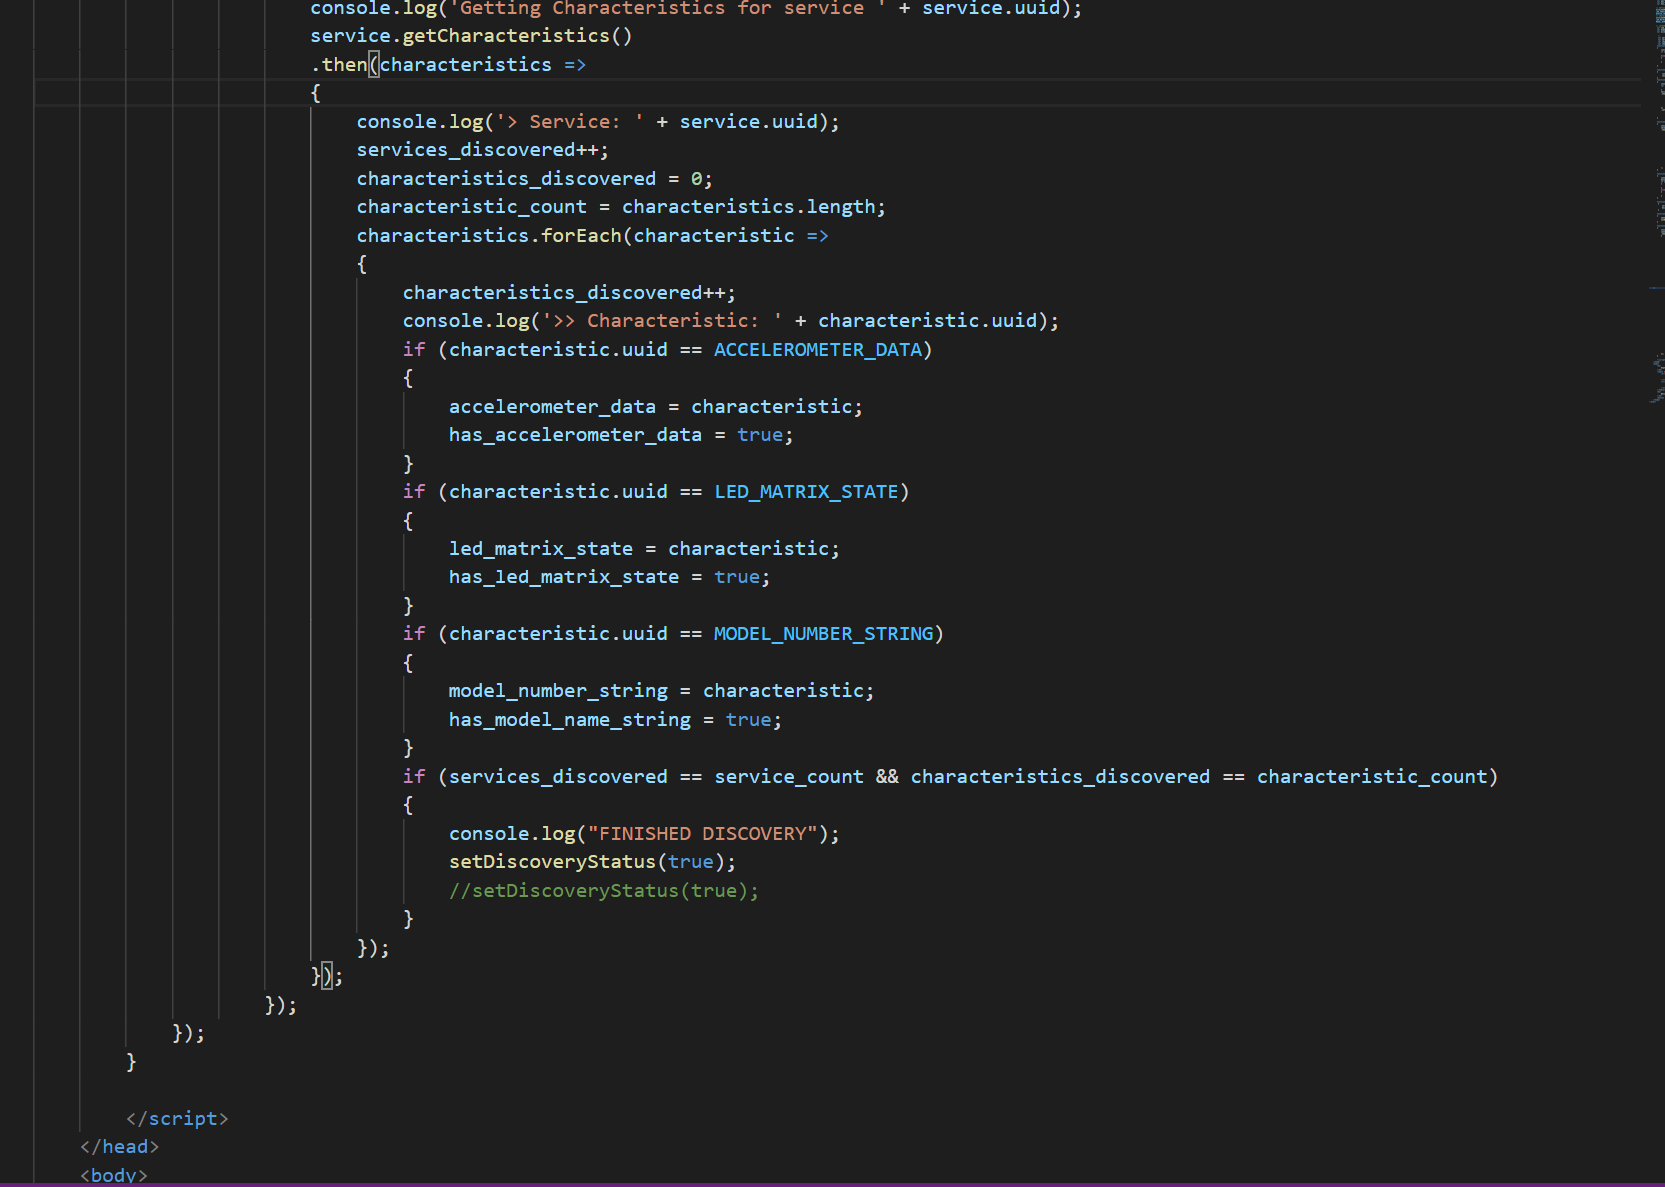 console.log('Getting Characteristics for service ' + service.uuid);
service.getCharacteristics()
.then(characteristics =>
{
console.log('> Service: ' + service.uuid);
services_discovered++;
characteristics_discovered = 0;
characteristic_count = characteristics.length;
characteristics.forEach(characteristic =>
{
characteristics_discovered++;
console.log('>> Characteristic: ' + characteristic.uuid);
if (characteristic.uuid == ACCELEROMETER_DATA)
{
accelerometer_data = characteristic;
has_accelerometer_data = true;
}
if (characteristic.uuid == LED_MATRIX_STATE)
{
led_matrix_state = characteristic;
has_led_matrix_state = true;
}
if (characteristic.uuid == MODEL_NUMBER_STRING)
{
model_number_string = characteristic;
has_model_name_string = true;
}
if (services_discovered == service_count && characteristics_discovered == characteristic_count)
{
console.log("FINISHED DISCOVERY");
setDiscoveryStatus(true);
//setDiscoveryStatus(true);
}
});
});
});
});
}
</script>
</head>
<body>